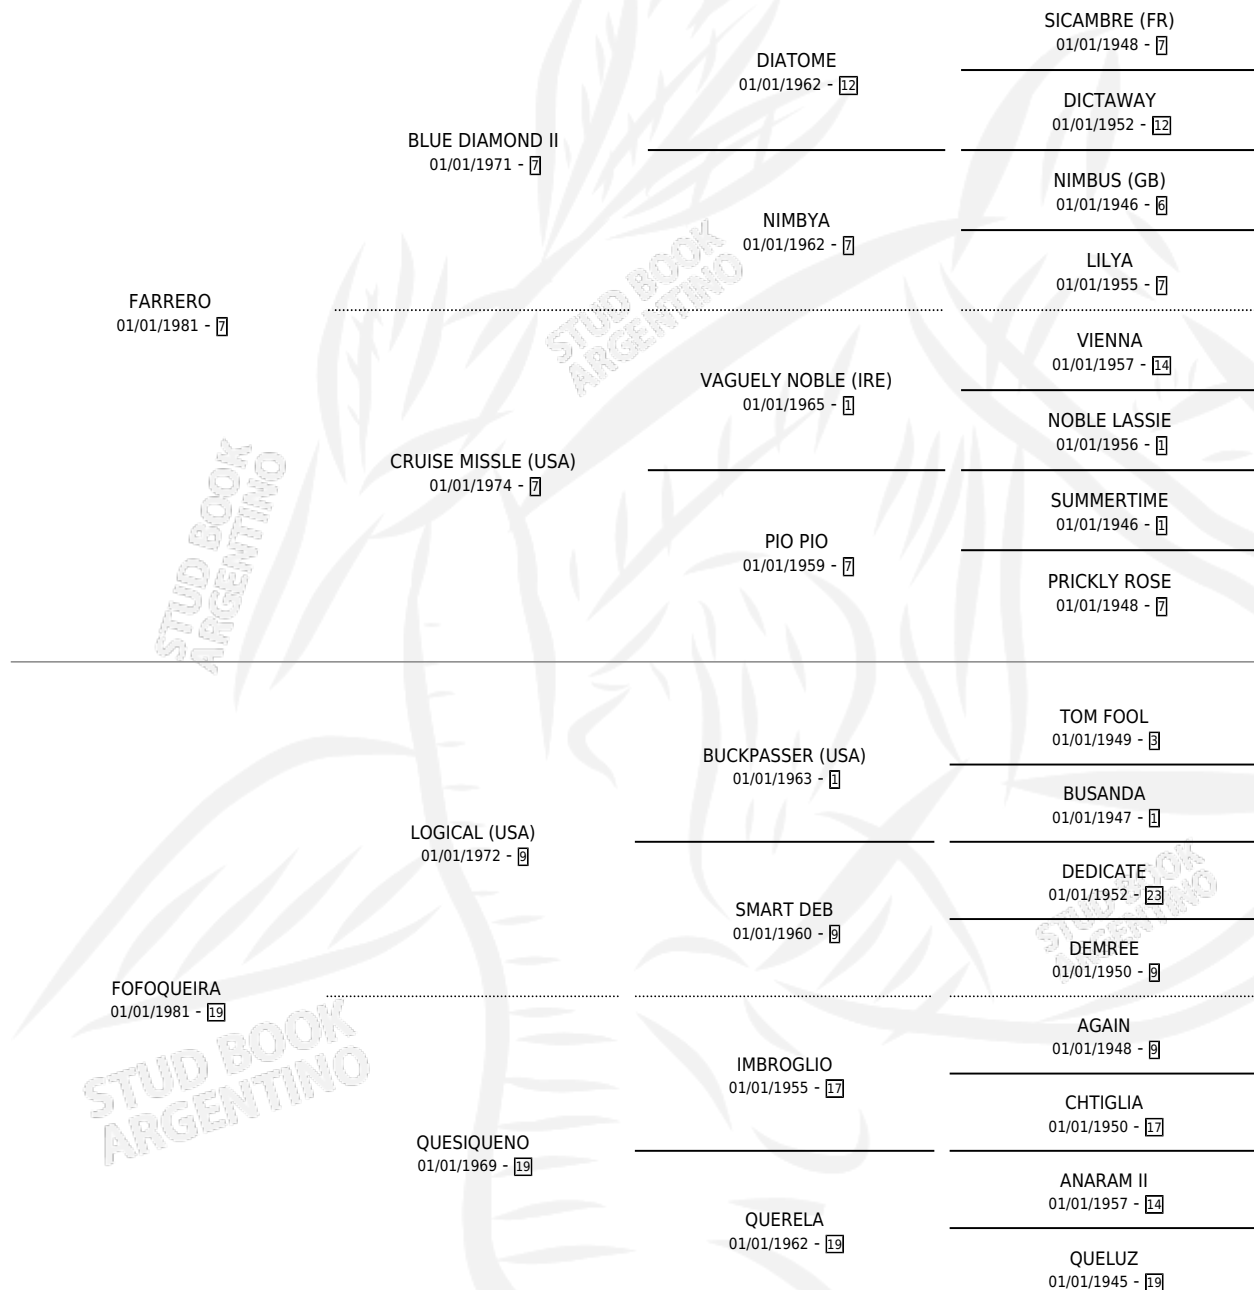 SICAMBRE (FR)
01/01/1948 - 7
DIATOME
01/01/1962 - 12
DICTAWAY
01/01/1952 - 12
BLUE DIAMOND II
01/01/1971 - 7
NIMBUS (GB)
01/01/1946 - 6
NIMBYA
01/01/1962 - 7
LILYA
01/01/1955 - 7
FARRERO
01/01/1981 - 7
VIENNA
01/01/1957 - 14
VAGUELY NOBLE (IRE)
01/01/1965 - 1
NOBLE LASSIE
01/01/1956 - 1
CRUISE MISSLE (USA)
01/01/1974 - 7
SUMMERTIME
01/01/1946 - 1
PIO PIO
01/01/1959 - 7
PRICKLY ROSE
01/01/1948 - 7
TOM FOOL
01/01/1949 - 3
BUCKPASSER (USA)
01/01/1963 - 1
BUSANDA
01/01/1947 - 1
LOGICAL (USA)
01/01/1972 - 9
DEDICATE
01/01/1952 - 23
SMART DEB
01/01/1960 - 9
DEMREE
01/01/1950 - 9
FOFOQUEIRA
01/01/1981 - 19
AGAIN
01/01/1948 - 9
IMBROGLIO
01/01/1955 - 17
CHTIGLIA
01/01/1950 - 17
QUESIQUENO
01/01/1969 - 19
ANARAM II
01/01/1957 - 14
QUERELA
01/01/1962 - 19
QUELUZ
01/01/1945 - 19
STUD BOOK
ARGENTINO
STUD BOOK
ARGENTINO
STUD BOOK
ARGENTINO
STUD BOOK
ARGENTINO